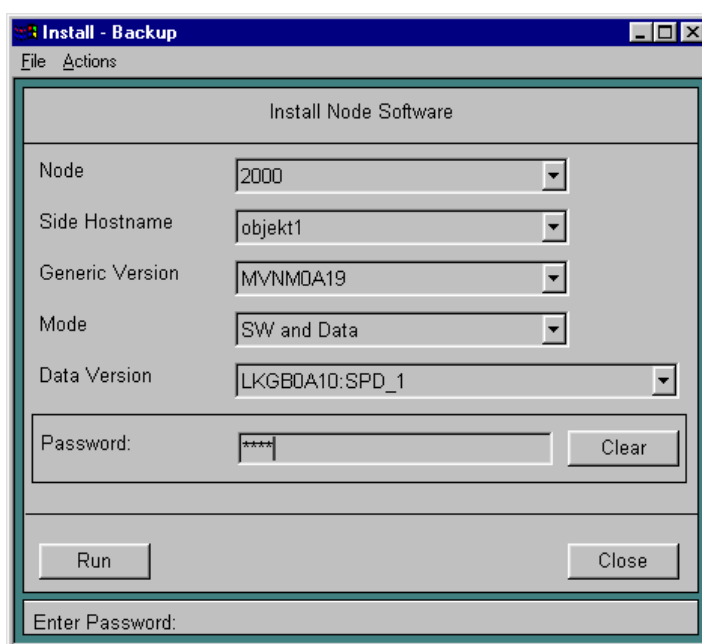 Install - Backup
File Actions
Install Node Software
Node 2000
Side Hostname objekt1
Generic Version MVNM0A19
Mode SW and Data
Data Version LKGB0A10:SPD_1
Password: **** Clear
Run Close
Enter Password: